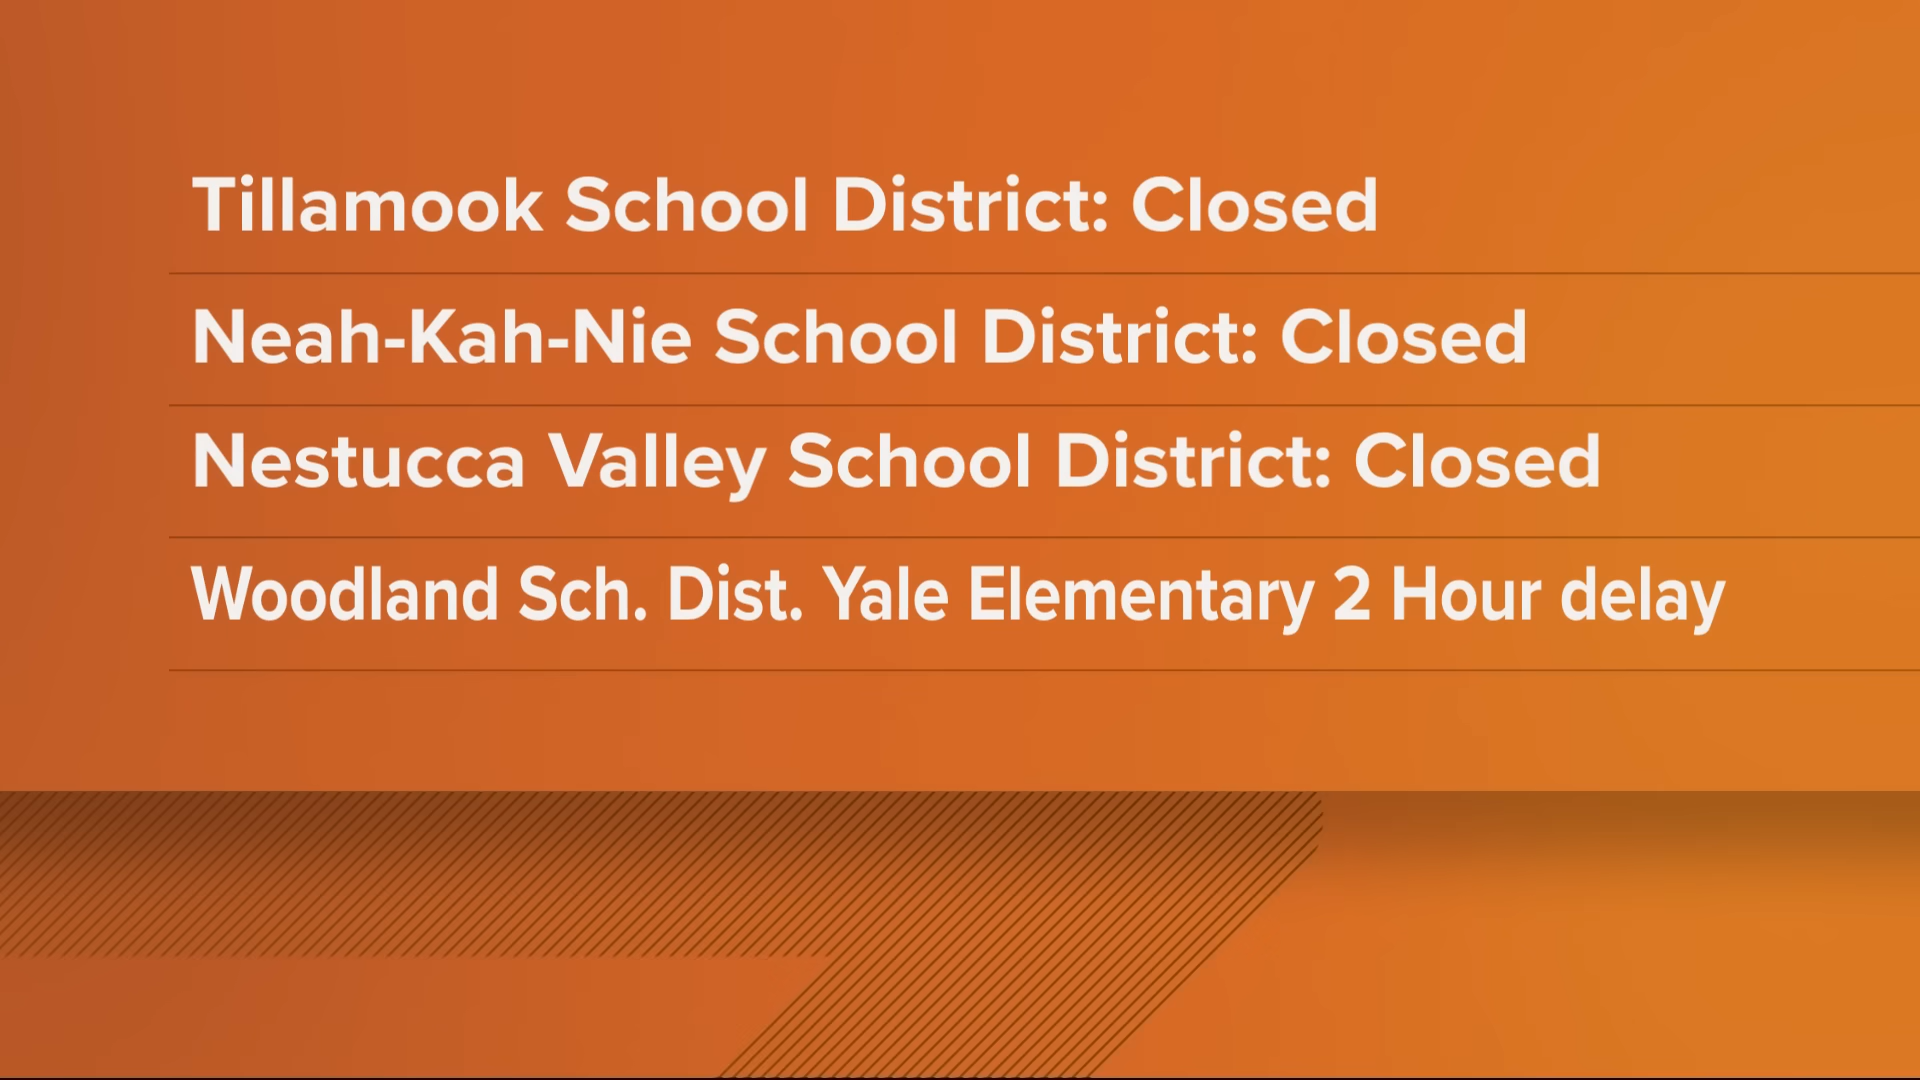 Tillamook School District: Closed
Neah-Kah-Nie School District: Closed
Nestucca Valley School District: Closed
Woodland Sch. Dist. Yale Elementary 2 Hour delay